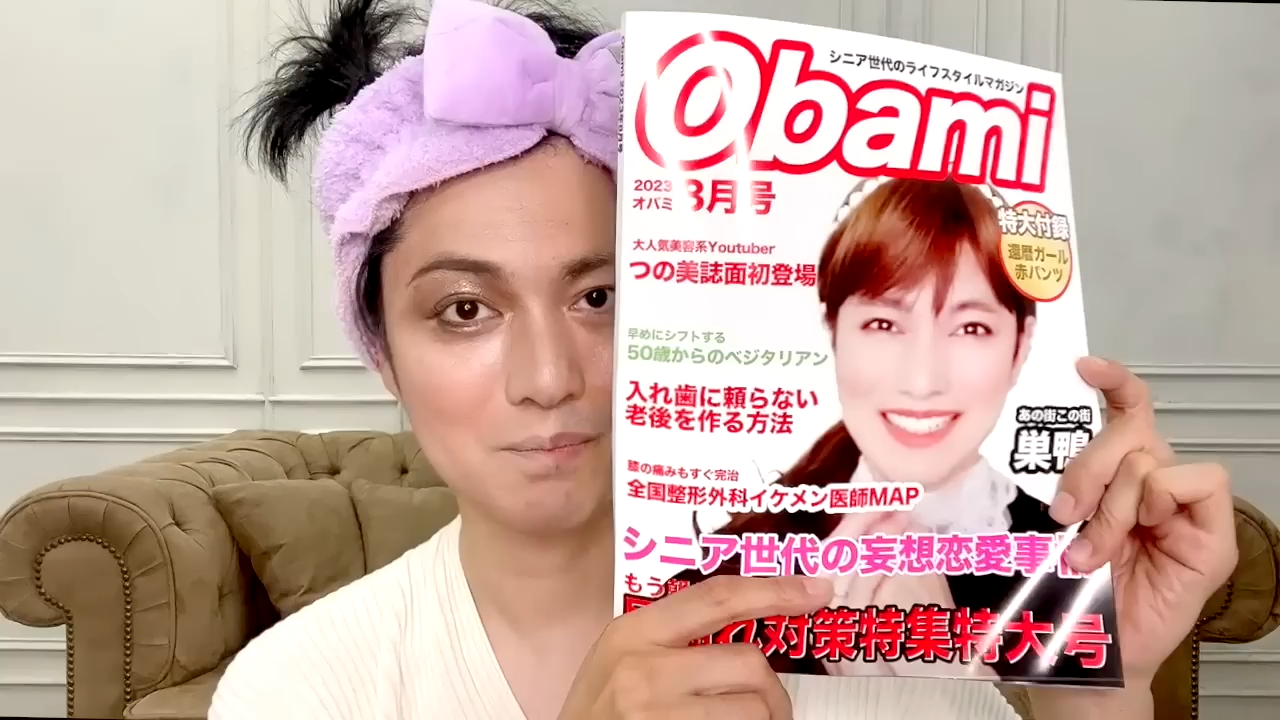 シニア世代のライフスタイルマガジン
Obami
2023
オバミ
3月号
特大付録
還暦ガール
赤パンツ
大人気美容系Youtuber
つの美誌面初登場
早めにシフトする
50歳からのベジタリアン
入れ歯に頼らない
老後を作る方法
あの街この街
巣鴨
膝の痛みもすぐ完治
全国整形外科イケメン医師MAP
シニア世代の妄想恋愛事
もう
対策特集特大号